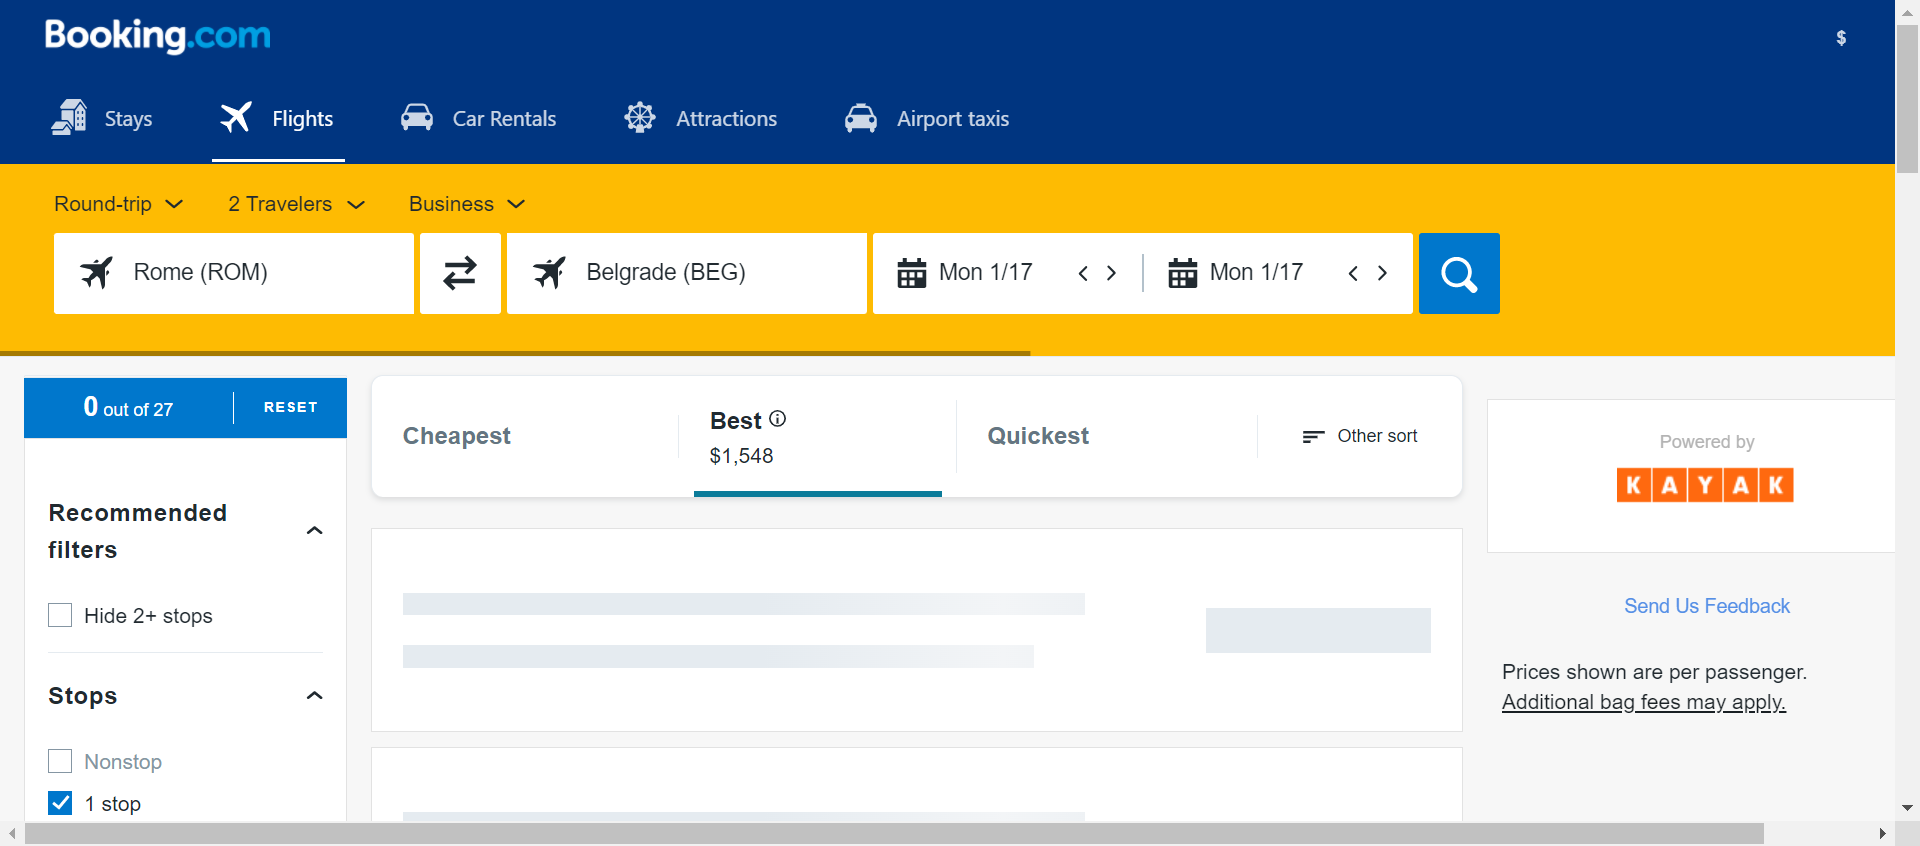 Booking.com
$
Stays
Flights
Car Rentals
Attractions
Airport taxis
Round-trip
2 Travelers
Business
Rome (ROM)
Belgrade (BEG)
Mon 1/17
Mon 1/17
0 out of 27
RESET
Cheapest
Best
$1,548
Quickest
Other sort
Powered by
KAYAK
Recommended
filters
Hide 2+ stops
Send Us Feedback
Prices shown are per passenger.
Additional bag fees may apply.
Stops
Nonstop
1 stop